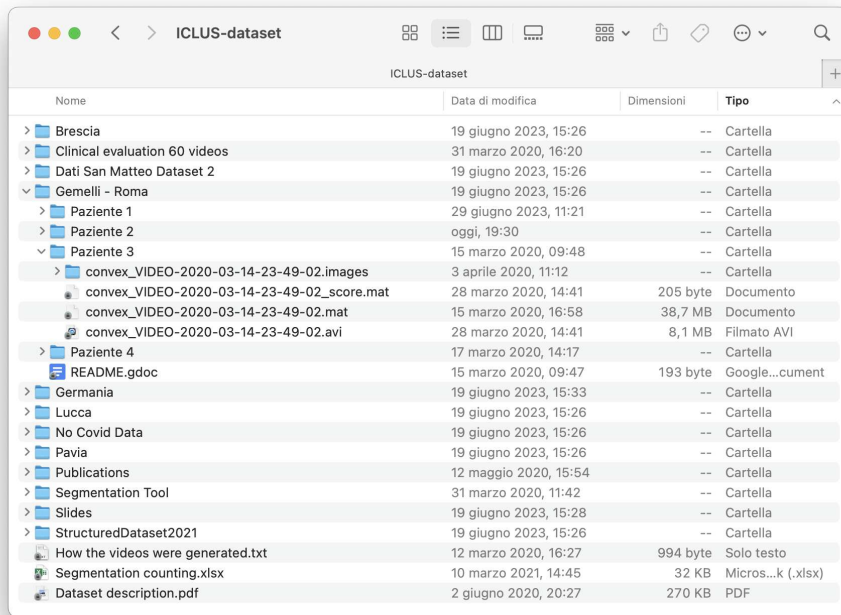 ICLUS-dataset
ICLUS-dataset
Nome Data di modifica Dimensioni Tipo
Brescia 19 giugno 2023, 15:26 -- Cartella
Clinical evaluation 60 videos 31 marzo 2020, 16:20 -- Cartella
Dati San Matteo Dataset 2 19 giugno 2023, 15:26 -- Cartella
Gemelli - Roma 19 giugno 2023, 15:26 -- Cartella
Paziente 1 29 giugno 2023, 11:21 -- Cartella
Paziente 2 oggi, 19:30 -- Cartella
Paziente 3 15 marzo 2020, 09:48 -- Cartella
convex_VIDEO-2020-03-14-23-49-02.images 3 aprile 2020, 11:12 -- Cartella
convex_VIDEO-2020-03-14-23-49-02_score.mat 28 marzo 2020, 14:41 205 byte Documento
convex_VIDEO-2020-03-14-23-49-02.mat 15 marzo 2020, 16:58 38,7 MB Documento
convex_VIDEO-2020-03-14-23-49-02.avi 28 marzo 2020, 14:41 8,1 MB Filmato AVI
Paziente 4 17 marzo 2020, 14:17 -- Cartella
README.gdoc 15 marzo 2020, 09:47 193 byte Google...cument
Germania 19 giugno 2023, 15:33 -- Cartella
Lucca 19 giugno 2023, 15:26 -- Cartella
No Covid Data 19 giugno 2023, 15:26 -- Cartella
Pavia 19 giugno 2023, 15:26 -- Cartella
Publications 12 maggio 2020, 15:54 -- Cartella
Segmentation Tool 31 marzo 2020, 11:42 -- Cartella
Slides 19 giugno 2023, 15:28 -- Cartella
StructuredDataset2021 19 giugno 2023, 15:26 -- Cartella
How the videos were generated.txt 12 marzo 2020, 16:27 994 byte Solo testo
Segmentation counting.xlsx 10 marzo 2021, 14:45 32 KB Micros...k (.xlsx)
Dataset description.pdf 2 giugno 2020, 20:27 270 KB PDF